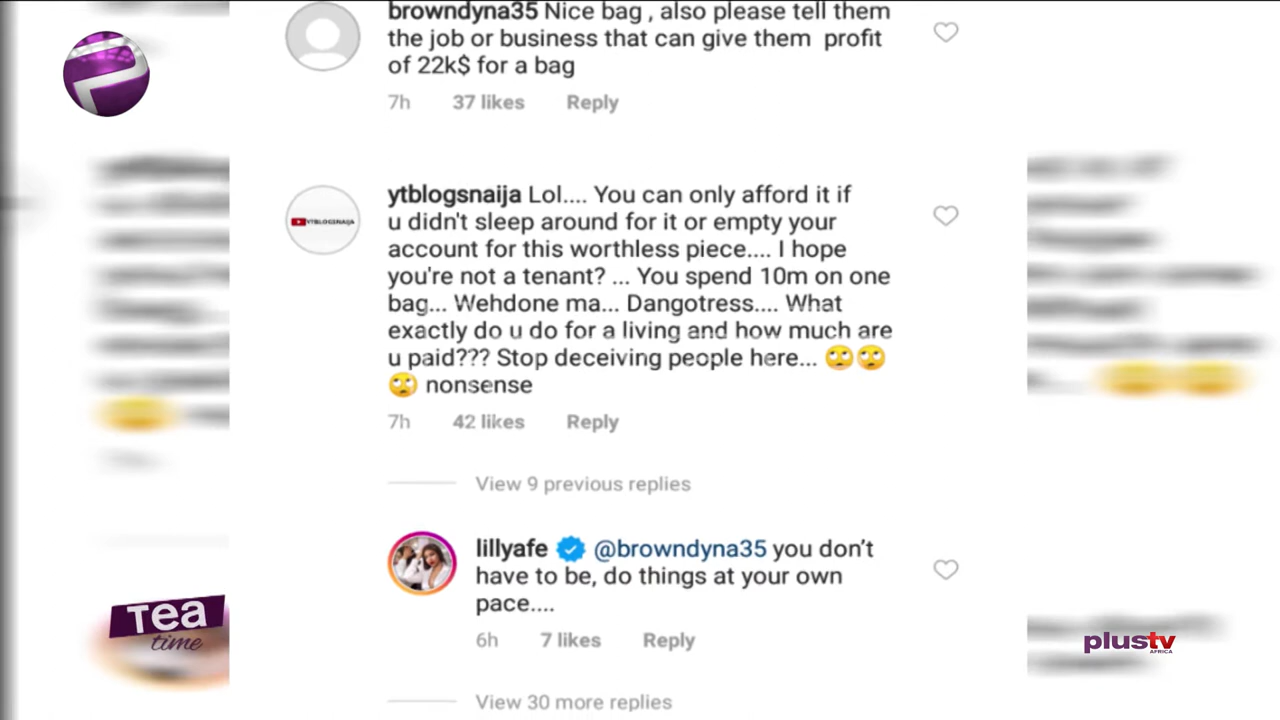 browndyna35 Nice bag , also please tell them
the job or business that can give them profit
of 22k$ for a bag
7h 37 likes Reply
YTBLOGSNAIJA
ytblogsnaija Lol.... You can only afford it if
u didn't sleep around for it or empty your
account for this worthless piece.... I hope
you're not a tenant? ... You spend 10m on one
bag... Wehdone ma... Dangotress.... What
exactly do u do for a living and how much are
u paid??? Stop deceiving people here... 🙄🙄
🙄 nonsense
7h 42 likes Reply
View 9 previous replies
lillyafe @browndyna35 you don’t
have to be, do things at your own
pace....
6h 7 likes Reply
View 30 more replies
Tea
time
plustv
AFRICA